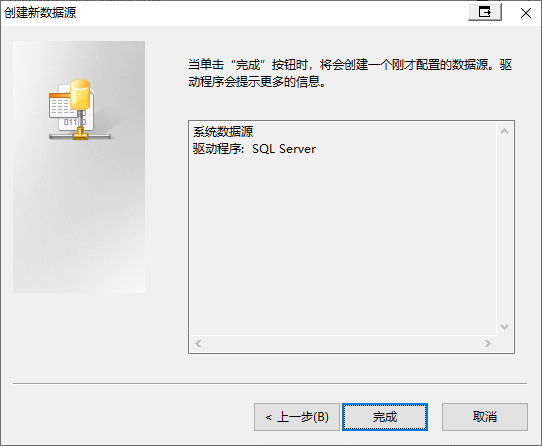 创建新数据源
当单击“完成”按钮时，将会创建一个刚才配置的数据源。驱
动程序会提示更多的信息。
系统数据源
驱动程序:  SQL Server
< 上一步(B)
完成
取消